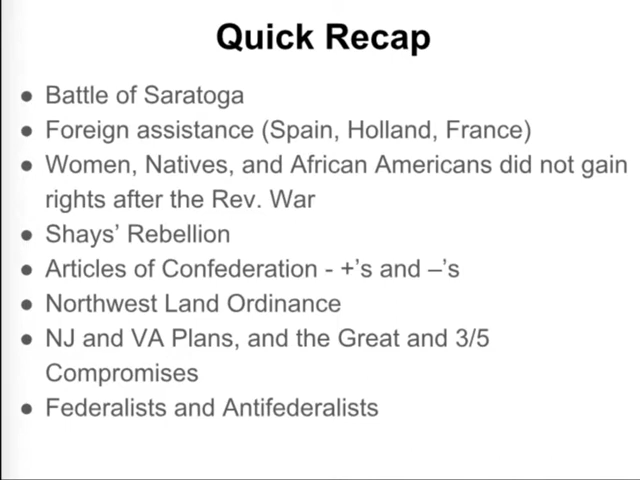 Quick Recap
● Battle of Saratoga
● Foreign assistance (Spain, Holland, France)
● Women, Natives, and African Americans did not gain
rights after the Rev. War
● Shays’ Rebellion
● Articles of Confederation - +’s and –’s
● Northwest Land Ordinance
● NJ and VA Plans, and the Great and 3/5
Compromises
● Federalists and Antifederalists